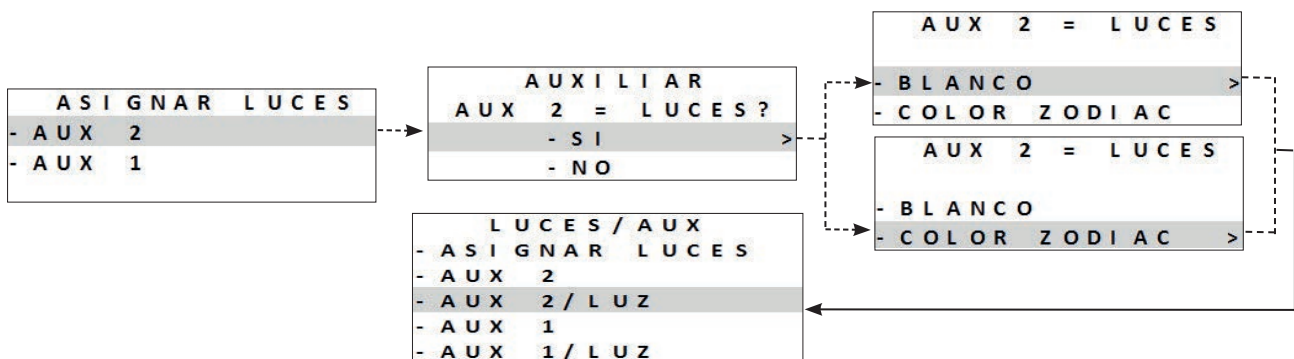 ASIGNAR LUCES
- AUX 2
- AUX 1
AUXILIAR
AUX 2 = LUCES?
- SI >
- NO
AUX 2 = LUCES
- BLANCO >
- COLOR ZODIAC
AUX 2 = LUCES
- BLANCO
- COLOR ZODIAC >
LUCES/AUX
- ASIGNAR LUCES
- AUX 2
- AUX 2/LUZ
- AUX 1
- AUX 1/LUZ